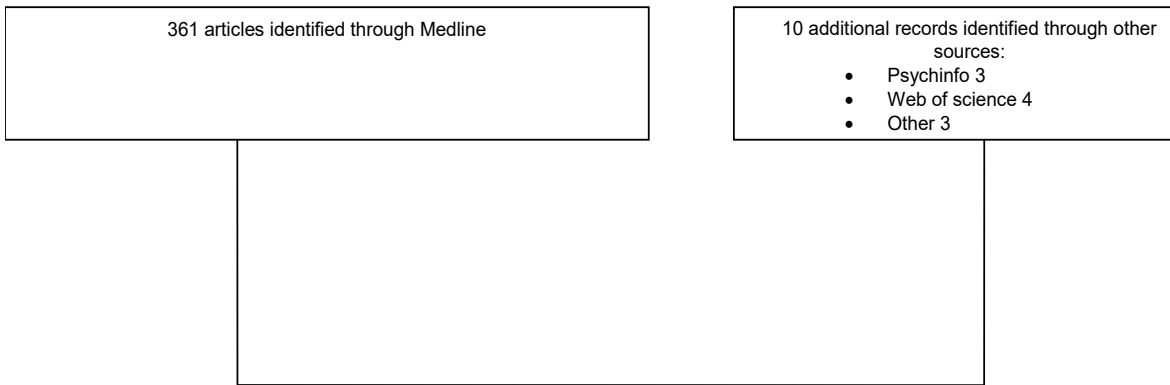 361 articles identified through Medline
10 additional records identified through other
sources:
• Psychinfo 3
• Web of science 4
• Other 3